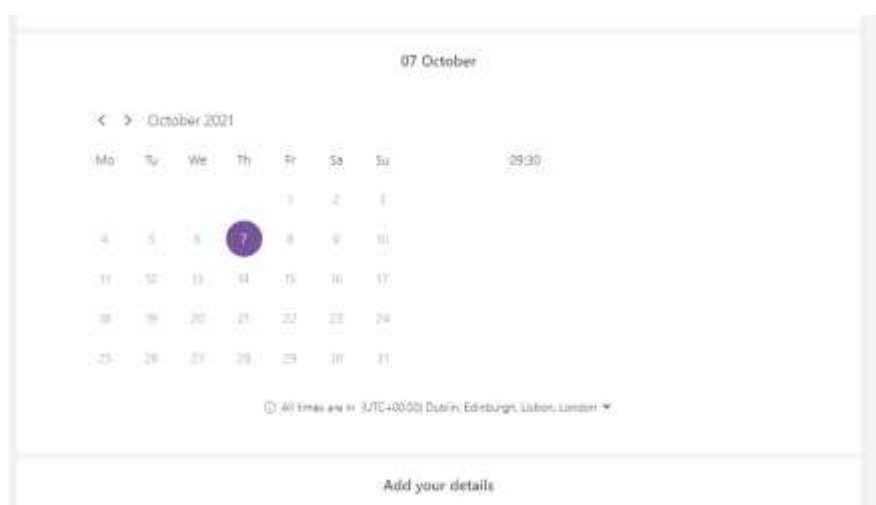 07 October
< > October 2021
Mo Tu We Th Fr Sa Su
09:30
1 2 3
4 5 6 7 8 9 10
11 12 13 14 15 16 17
18 19 20 21 22 23 24
25 26 27 28 29 30 31
All times are in (UTC+00:00) Dublin, Edinburgh, Lisbon, London
Add your details